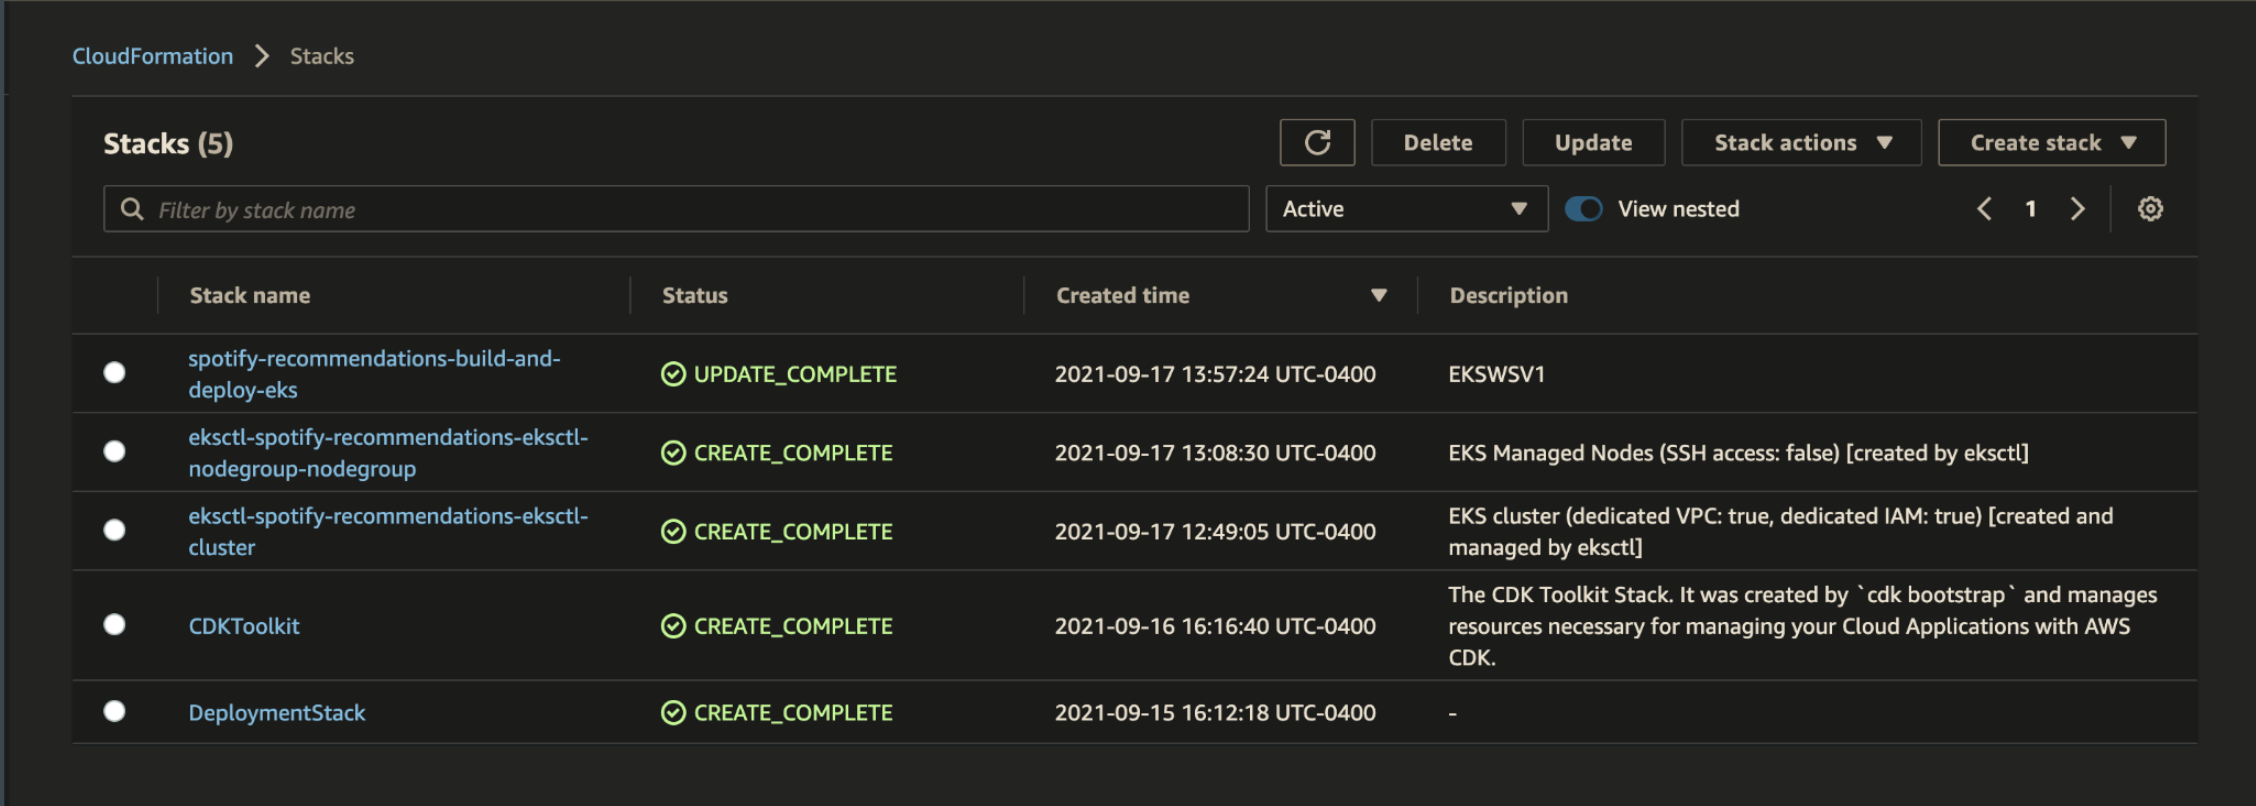 CloudFormation > Stacks
Stacks (5)
Delete
Update
Stack actions
Create stack
Filter by stack name
Active
View nested
1
Stack name
Status
Created time
Description
spotify-recommendations-build-and-
deploy-eks
UPDATE_COMPLETE
2021-09-17 13:57:24 UTC-0400
EKSWSV1
eksctl-spotify-recommendations-eksctl-
nodegroup-nodegroup
CREATE_COMPLETE
2021-09-17 13:08:30 UTC-0400
EKS Managed Nodes (SSH access: false) [created by eksctl]
eksctl-spotify-recommendations-eksctl-
cluster
CREATE_COMPLETE
2021-09-17 12:49:05 UTC-0400
EKS cluster (dedicated VPC: true, dedicated IAM: true) [created and
managed by eksctl]
CDKToolkit
CREATE_COMPLETE
2021-09-16 16:16:40 UTC-0400
The CDK Toolkit Stack. It was created by `cdk bootstrap` and manages
resources necessary for managing your Cloud Applications with AWS
CDK.
DeploymentStack
CREATE_COMPLETE
2021-09-15 16:12:18 UTC-0400
-